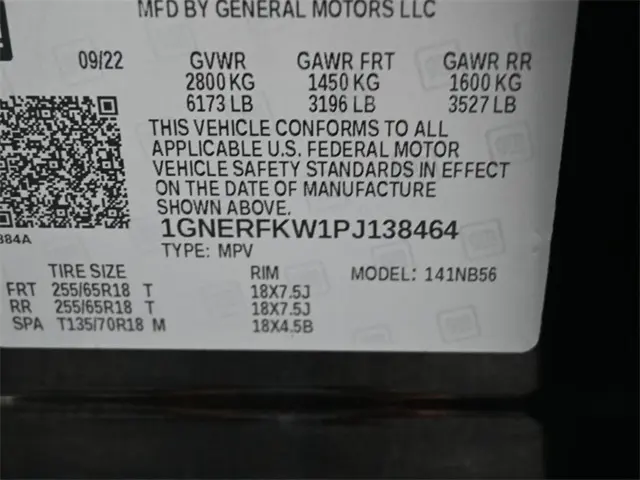 MFD BY GENERAL MOTORS LLC
09/22 GVWR GAWR FRT GAWR RR
2800 KG 1450 KG 1600 KG
6173 LB 3196 LB 3527 LB
THIS VEHICLE CONFORMS TO ALL
APPLICABLE U.S. FEDERAL MOTOR
VEHICLE SAFETY STANDARDS IN EFFECT
ON THE DATE OF MANUFACTURE
SHOWN ABOVE.
384A
1GNERFKW1PJ138464
TYPE: MPV
TIRE SIZE RIM MODEL: 141NB56
FRT 255/65R18 T 18X7.5J
RR 255/65R18 T 18X7.5J
SPA T135/70R18 M 18X4.5B